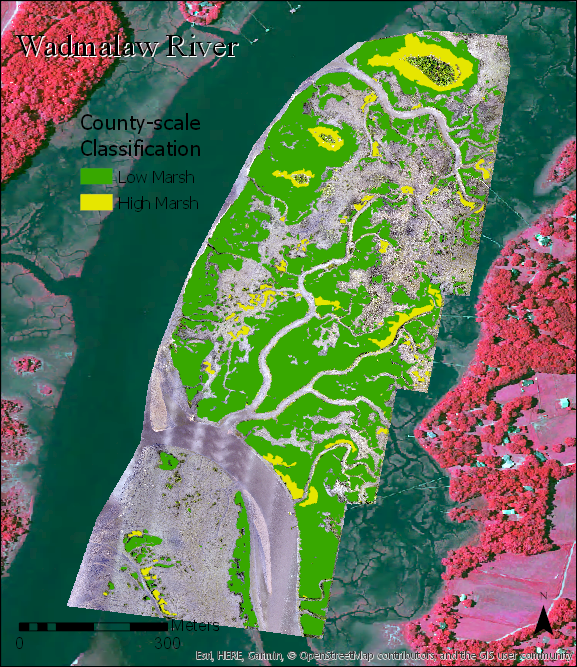 Wadmalaw River
County-scale
Classification
Low Marsh
High Marsh
N
Meters
0 300
Esri, HERE, Garmin, © OpenStreetMap contributors, and the GIS user community